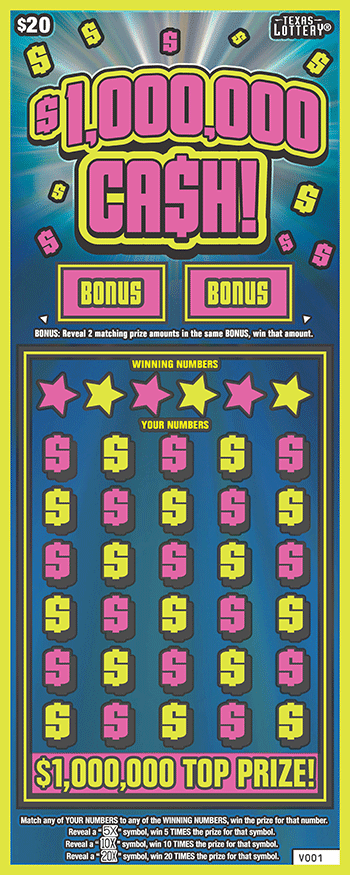 $20
TEXAS
LOTTERY®
$1,000,000
CA$H!
BONUS BONUS
BONUS: Reveal 2 matching prize amounts in the same BONUS, win that amount.
WINNING NUMBERS
YOUR NUMBERS
$ $ $ $ $
$ $ $ $ $
$ $ $ $ $
$ $ $ $ $
$ $ $ $ $
$ $ $ $ $
$1,000,000 TOP PRIZE!
Match any of YOUR NUMBERS to any of the WINNING NUMBERS, win the prize for that number.
Reveal a "5X" symbol, win 5 TIMES the prize for that symbol.
Reveal a "10X" symbol, win 10 TIMES the prize for that symbol.
Reveal a "20X" symbol, win 20 TIMES the prize for that symbol.
V001